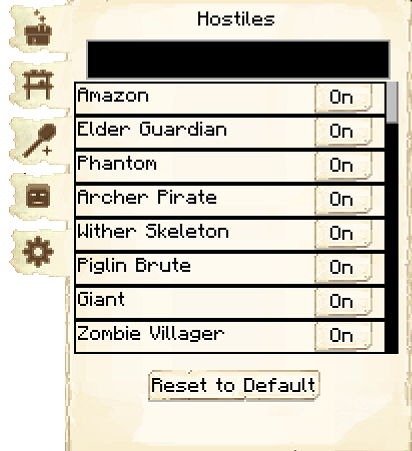 Hostiles
Amazon On
Elder Guardian On
Phantom On
Archer Pirate On
Wither Skeleton On
Piglin Brute On
Giant On
Zombie Villager On
Reset to Default